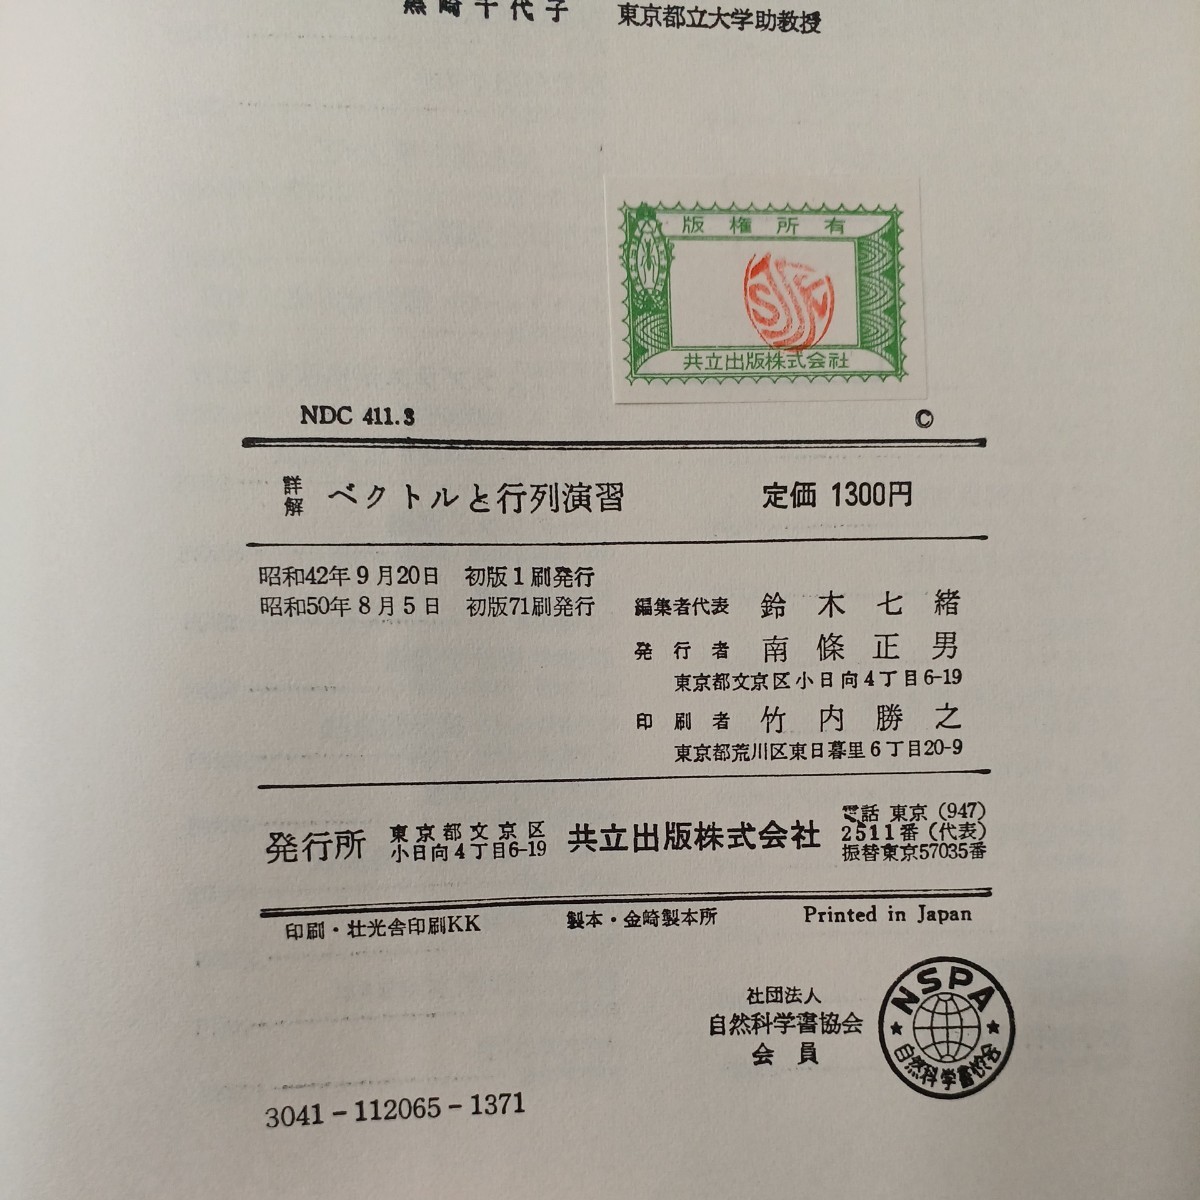 黒崎千代子 東京都立大学助教授
版権所有
共立出版株式会社
NDC 411.3 ©
詳解 ベクトルと行列演習 定価 1300円
昭和42年9月20日 初版1刷発行
昭和50年8月5日 初版71刷発行
編集者代表 鈴木七緒
発行者 南條正男
東京都文京区小日向4丁目6-19
印刷者 竹内勝之
東京都荒川区東日暮里6丁目20-9
発行所 東京都文京区小日向4丁目6-19 共立出版株式会社
電話 東京 (947)
2511番 (代表)
振替東京57035番
印刷・壮光舎印刷KK 製本・金崎製本所 Printed in Japan
社団法人
自然科学書協会
会員
NSPA
自然科学書協会
3041-112065-1371